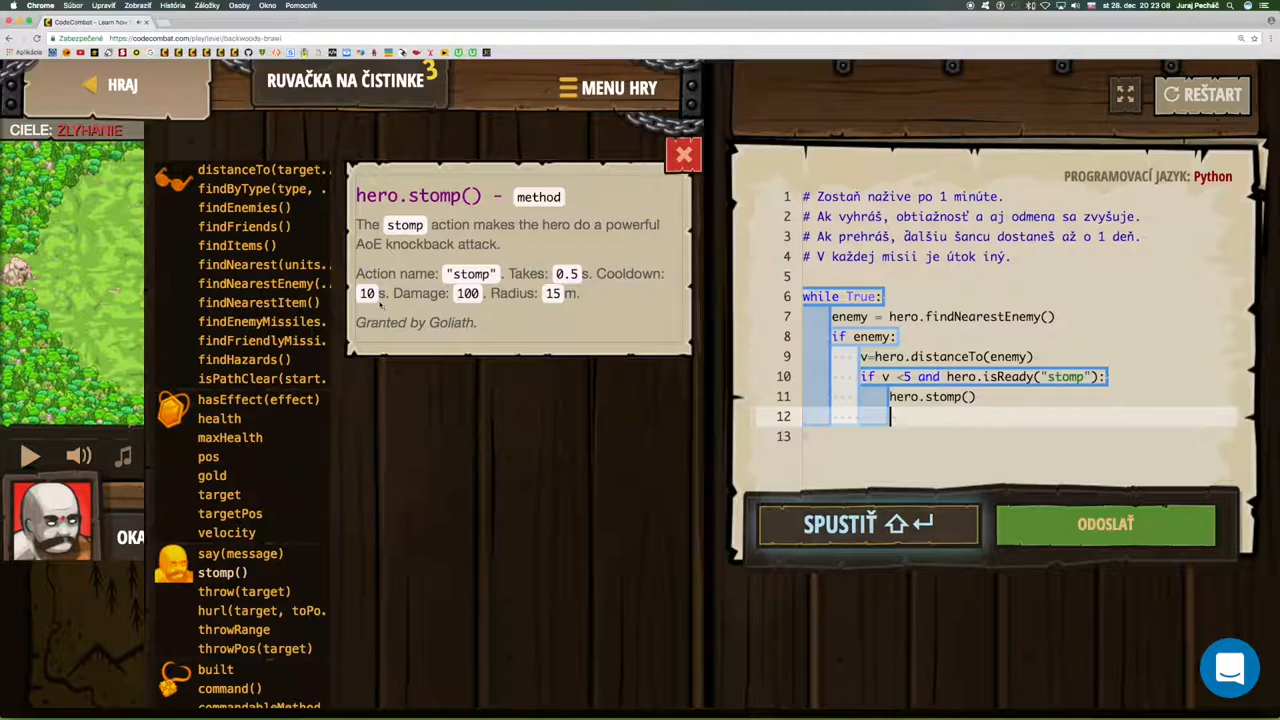 Chrome Súbor Upraviť Zobraziť História Záložky Osoby Okno Pomocník
st 28. dec 20 23 08 Juraj Pecháč
CodeCombat - Learn how
Zabezpečené https://codecombat.com/play/level/backwoods-brawl
Aplikácie
HRAJ
RUVAČKA NA ČISTINKE 3
MENU HRY
REŠTART
CIELE: ZLYHANIE
distanceTo(target.
findByType(type, .
findEnemies()
findFriends()
findItems()
findNearest(units.
findNearestEnemy(.
findNearestItem()
findEnemyMissiles.
findFriendlyMissi.
findHazards()
isPathClear(start.
hasEffect(effect)
health
maxHealth
pos
gold
target
targetPos
velocity
say(message)
stomp()
throw(target)
hurl(target, toPo.
throwRange
throwPos(target)
built
command()
commandableMethod
OKA
hero.stomp() - method
The stomp action makes the hero do a powerful
AoE knockback attack.
Action name: "stomp". Takes: 0.5 s. Cooldown:
10 s. Damage: 100. Radius: 15 m.
Granted by Goliath.
PROGRAMOVACÍ JAZYK: Python
1 # Zostaň nažive po 1 minúte.
2 # Ak vyhráš, obtiažnosť a aj odmena sa zvyšuje.
3 # Ak prehráš, ďalšiu šancu dostaneš až o 1 deň.
4 # V každej misii je útok iný.
5
6 while True:
7 enemy = hero.findNearestEnemy()
8 if enemy:
9 v=hero.distanceTo(enemy)
10 if v <5 and hero.isReady("stomp"):
11 hero.stomp()
12
13
SPUSTIŤ
ODOSLAŤ